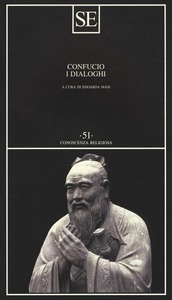 SE
CONFUCIO
I DIALOGHI
A CURA DI EDOARDA MASI
·51·
CONOSCENZA RELIGIOSA